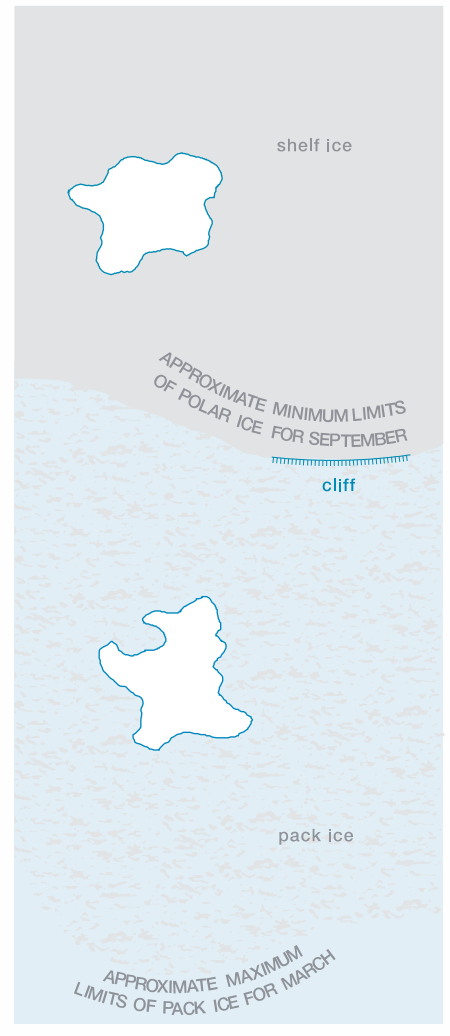 shelf ice
APPROXIMATE MINIMUM LIMITS
OF POLAR ICE FOR SEPTEMBER
cliff
pack ice
APPROXIMATE MAXIMUM
LIMITS OF PACK ICE FOR MARCH